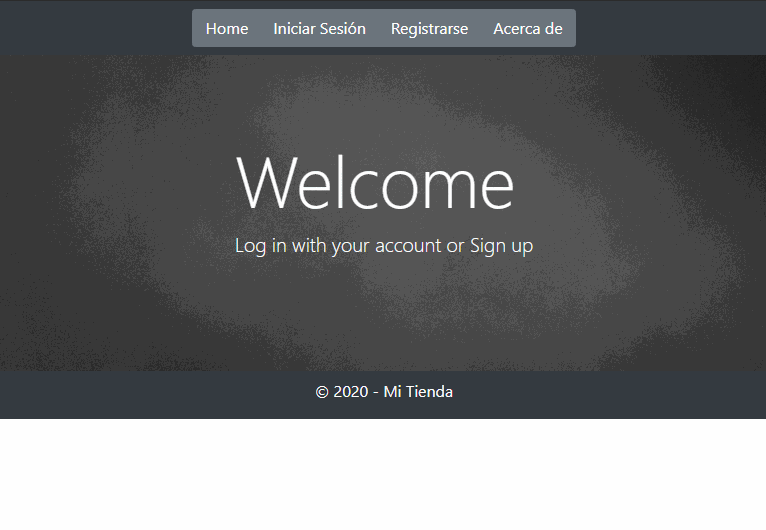 Home Iniciar Sesión Registrarse Acerca de
Welcome
Log in with your account or Sign up
© 2020 - Mi Tienda